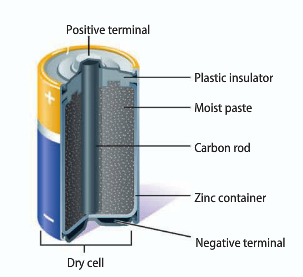 Positive terminal
Plastic insulator
+
Moist paste
Carbon rod
Zinc container
−
Negative terminal
Dry cell